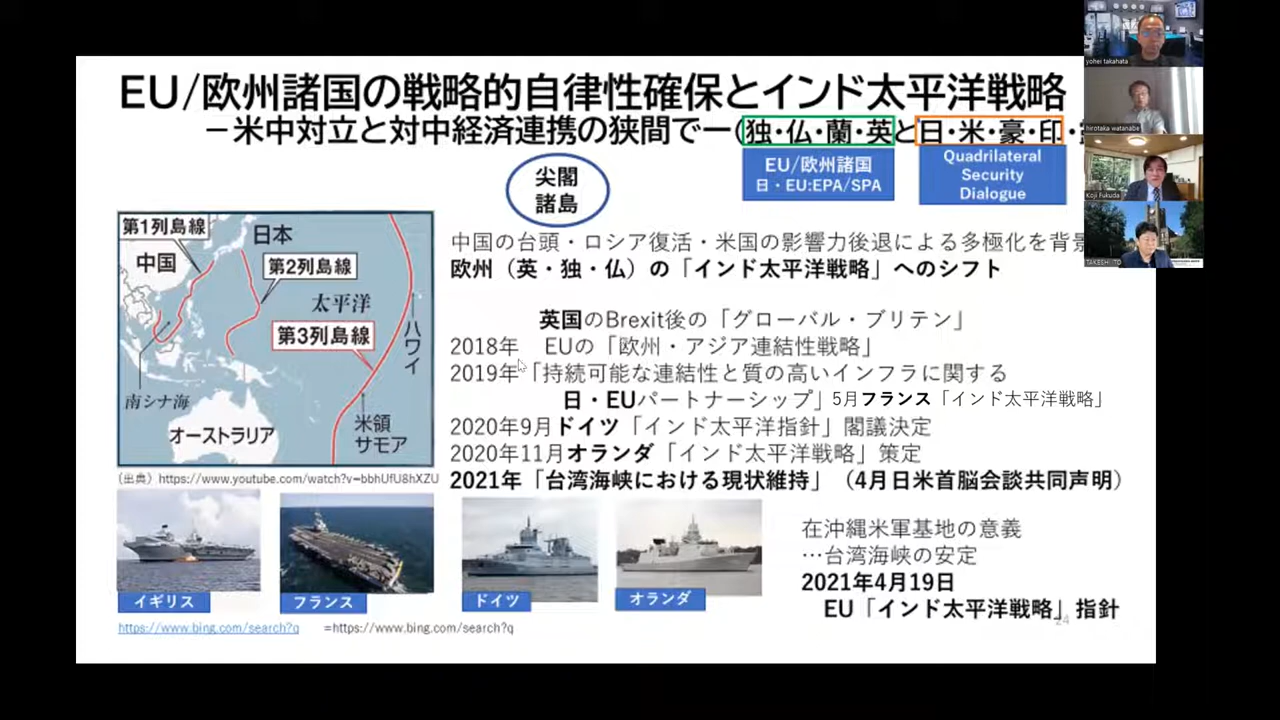 EU/欧州諸国の戦略的自律性確保とインド太平洋戦略
－米中対立と対中経済連携の狭間でー(独・仏・蘭・英と日・米・豪・印・
EU/欧州諸国
日・EU:EPA/SPA
Quadrilateral
Security
Dialogue
尖閣
諸島
第1列島線
日本
中国
第2列島線
太平洋
第3列島線
ハワイ
南シナ海
オーストラリア
米領
サモア
（出典）https://www.youtube.com/watch?v=bbhUfU8hXZU
中国の台頭・ロシア復活・米国の影響力後退による多極化を背景
欧州（英・独・仏）の「インド太平洋戦略」へのシフト
英国のBrexit後の「グローバル・ブリテン」
2018年 EUの「欧州・アジア連結性戦略」
2019年「持続可能な連結性と質の高いインフラに関する
日・EUパートナーシップ」5月フランス「インド太平洋戦略」
2020年9月ドイツ「インド太平洋指針」閣議決定
2020年11月オランダ「インド太平洋戦略」策定
2021年「台湾海峡における現状維持」（4月日米首脳会談共同声明）
在沖縄米軍基地の意義
…台湾海峡の安定
2021年4月19日
EU「インド太平洋戦略」指針
24
イギリス
フランス
ドイツ
オランダ
https://www.bing.com/search?q
=https://www.bing.com/search?q
yohei takahata
hirotaka watanabe
Koji Fukuda
TAKESHI ITO